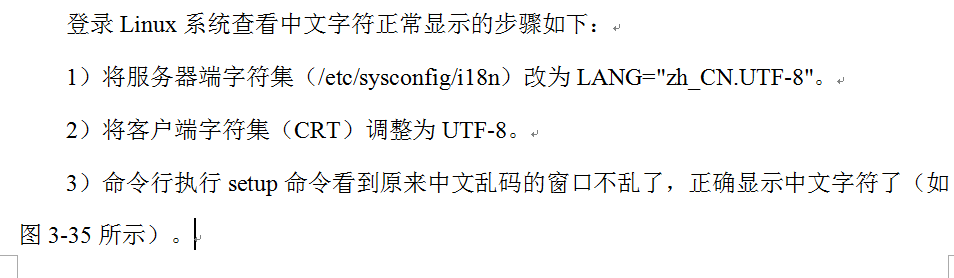 登录 Linux 系统查看中文字符正常显示的步骤如下：
1）将服务器端字符集（/etc/sysconfig/i18n）改为 LANG="zh_CN.UTF-8"。
2）将客户端字符集（CRT）调整为 UTF-8。
3）命令行执行 setup 命令看到原来中文乱码的窗口不乱了，正确显示中文字符了（如
图 3-35 所示）。